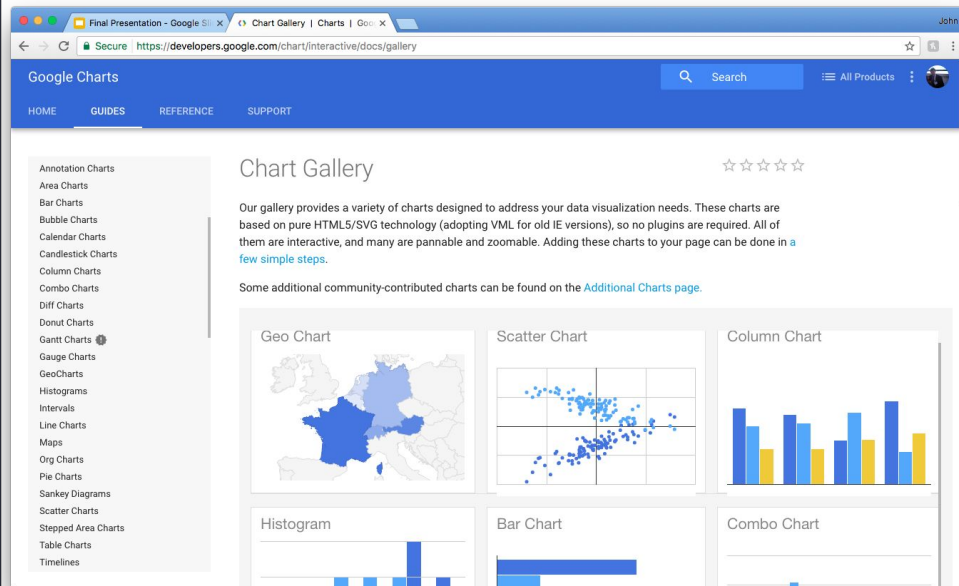 Final Presentation - Google Sli
Chart Gallery | Charts | Goo
John
Secure https://developers.google.com/chart/interactive/docs/gallery
Google Charts
Search
All Products
HOME GUIDES REFERENCE SUPPORT
Annotation Charts
Area Charts
Bar Charts
Bubble Charts
Calendar Charts
Candlestick Charts
Column Charts
Combo Charts
Diff Charts
Donut Charts
Gantt Charts
Gauge Charts
GeoCharts
Histograms
Intervals
Line Charts
Maps
Org Charts
Pie Charts
Sankey Diagrams
Scatter Charts
Stepped Area Charts
Table Charts
Timelines
Chart Gallery
Our gallery provides a variety of charts designed to address your data visualization needs. These charts are
based on pure HTML5/SVG technology (adopting VML for old IE versions), so no plugins are required. All of
them are interactive, and many are pannable and zoomable. Adding these charts to your page can be done in a
few simple steps.
Some additional community-contributed charts can be found on the Additional Charts page.
Geo Chart
Scatter Chart
Column Chart
Histogram
Bar Chart
Combo Chart